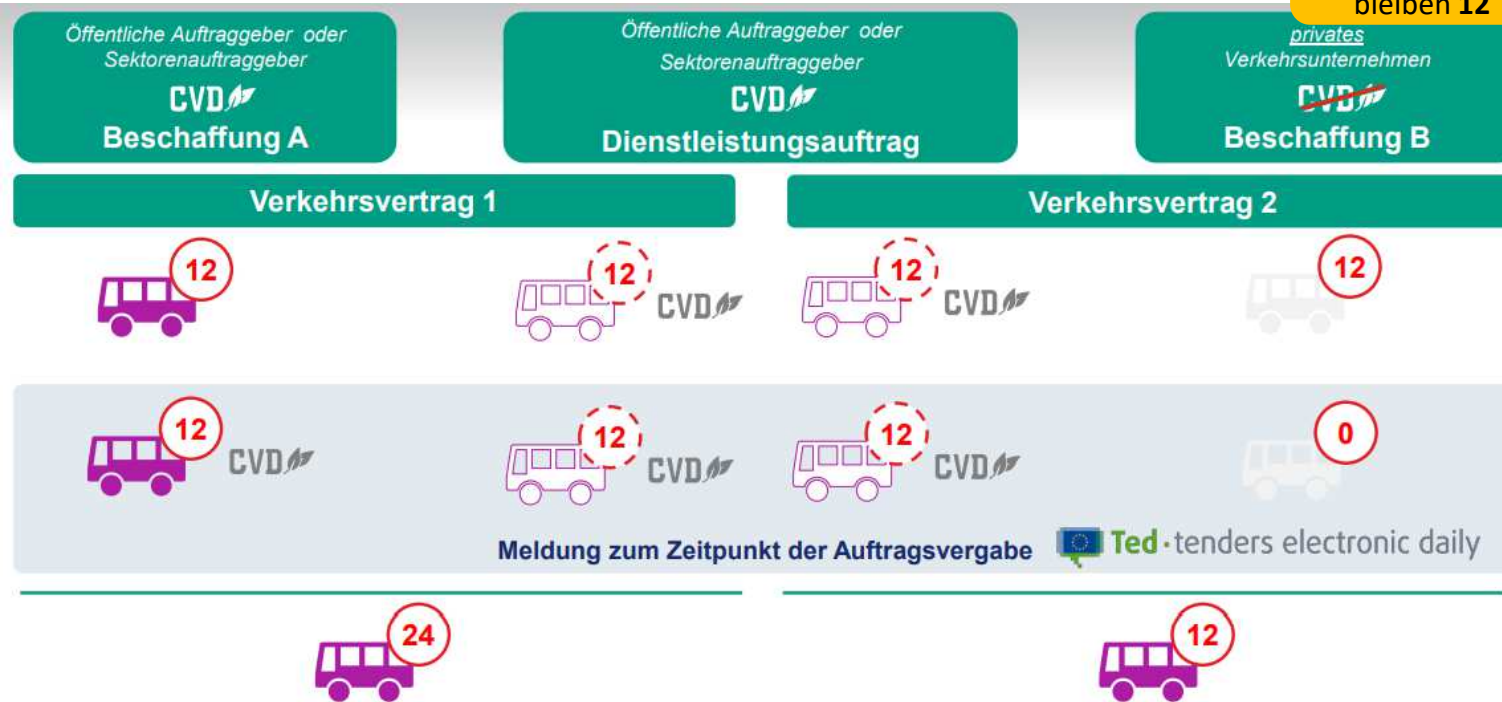 bleiben 12
Öffentliche Auftraggeber oder
Sektorenauftraggeber
CVD
Beschaffung A
Öffentliche Auftraggeber oder
Sektorenauftraggeber
CVD
Dienstleistungsauftrag
privates
Verkehrsunternehmen
CVD
Beschaffung B
Verkehrsvertrag 1
Verkehrsvertrag 2
12
12
CVD
12
CVD
12
12
CVD
12
CVD
12
CVD
0
Meldung zum Zeitpunkt der Auftragsvergabe
Ted · tenders electronic daily
24
12